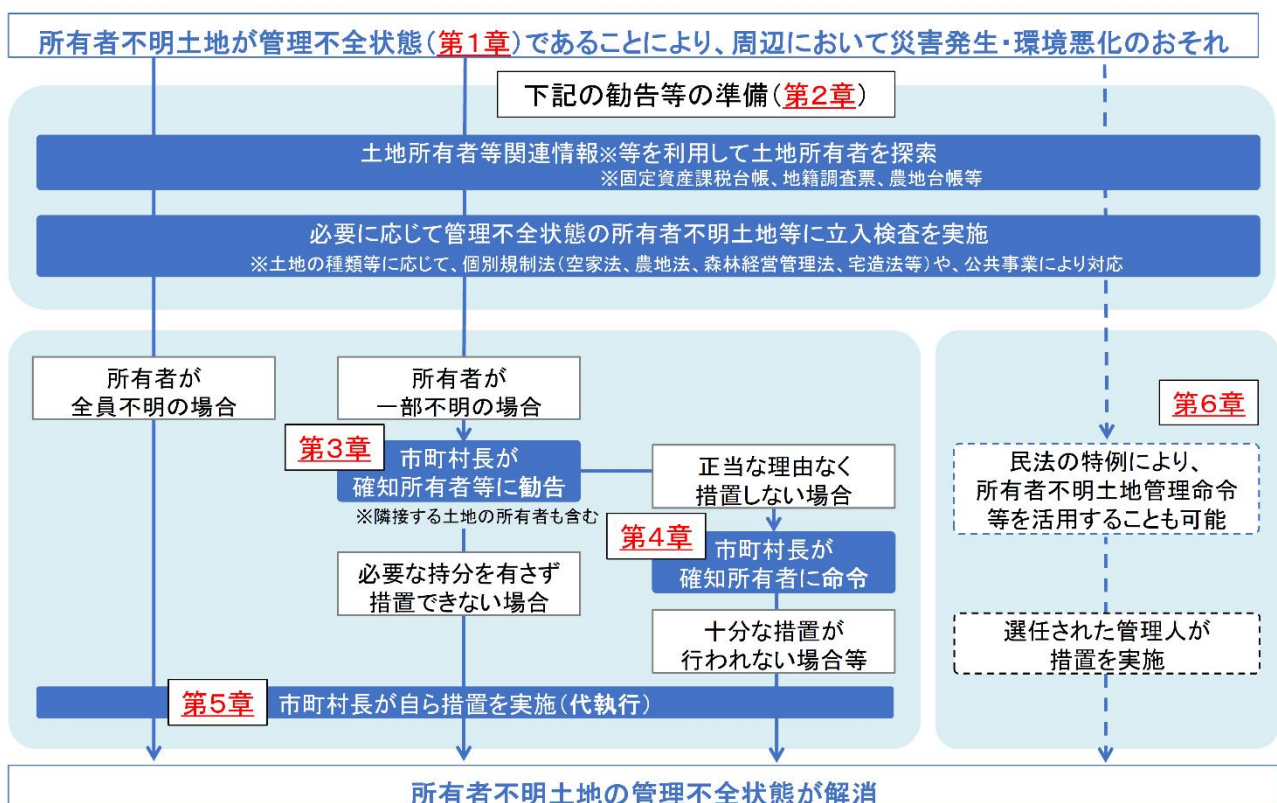 所有者不明土地が管理不全状態(第1章)であることにより、周辺において災害発生・環境悪化のおそれ
下記の勧告等の準備(第2章)
土地所有者等関連情報※等を利用して土地所有者を探索
※固定資産課税台帳、地籍調査票、農地台帳等
必要に応じて管理不全状態の所有者不明土地等に立入検査を実施
※土地の種類等に応じて、個別規制法(空家法、農地法、森林経営管理法、宅造法等)や、公共事業により対応
所有者が
全員不明の場合
所有者が
一部不明の場合
第3章
市町村長が
確知所有者等に勧告
※隣接する土地の所有者も含む
正当な理由なく
措置しない場合
第4章
市町村長が
確知所有者に命令
必要な持分を有さず
措置できない場合
十分な措置が
行われない場合等
第5章
市町村長が自ら措置を実施(代執行)
第6章
民法の特例により、
所有者不明土地管理命令
等を活用することも可能
選任された管理人が
措置を実施
所有者不明土地の管理不全状態が解消